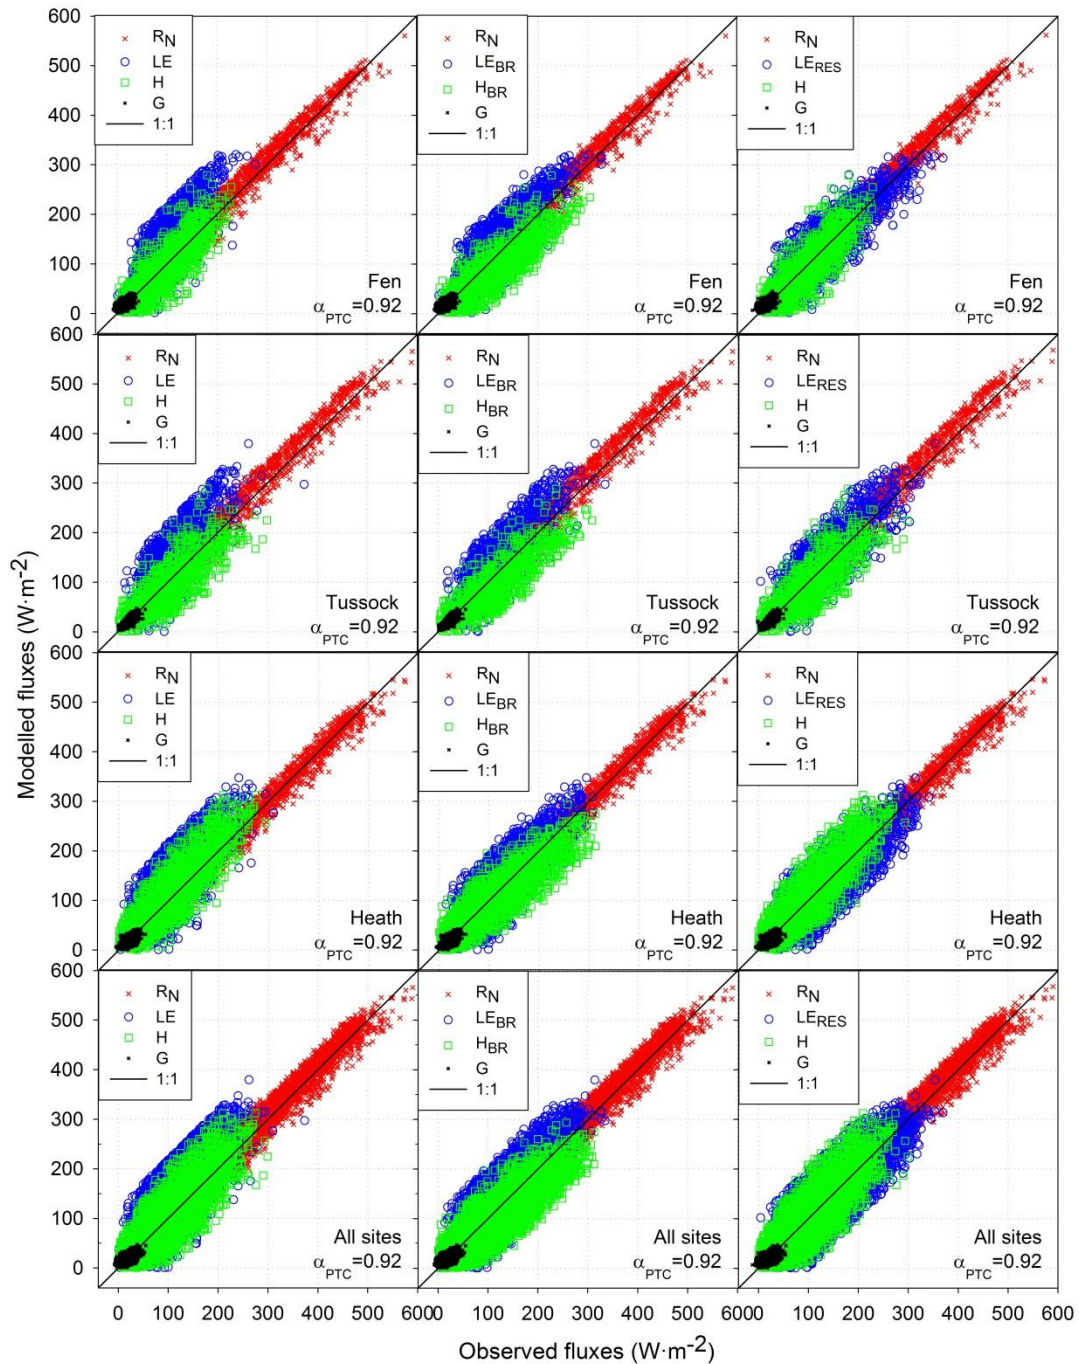 600
500
400
300
200
100
0
RN
LE
H
G
1:1
Fen
αPTC=0.92
RN
LEBR
HBR
G
1:1
Fen
αPTC=0.92
RN
LERES
H
G
1:1
Fen
αPTC=0.92
600
500
400
300
200
100
0
RN
LE
H
G
1:1
Tussock
αPTC=0.92
RN
LEBR
HBR
G
1:1
Tussock
αPTC=0.92
RN
LERES
H
G
1:1
Tussock
αPTC=0.92
Modelled fluxes (W·m-2)
600
500
400
300
200
100
0
RN
LE
H
G
1:1
Heath
αPTC=0.92
RN
LEBR
HBR
G
1:1
Heath
αPTC=0.92
RN
LERES
H
G
1:1
Heath
αPTC=0.92
600
500
400
300
200
100
0
RN
LE
H
G
1:1
All sites
αPTC=0.92
RN
LEBR
HBR
G
1:1
All sites
αPTC=0.92
RN
LERES
H
G
1:1
All sites
αPTC=0.92
0 100 200 300 400 500 600 0 100 200 300 400 500 600 0 100 200 300 400 500 600
Observed fluxes (W·m-2)